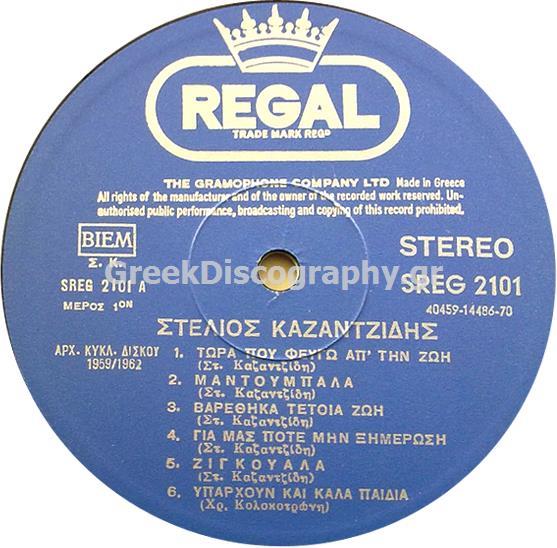 REGAL
TRADE MARK REGD
THE GRAMOPHONE COMPANY LTD Made in Greece
All rights of the manufacturer and of the owner of the recorded work reserved. Un-
authorised public performance, broadcasting and copying of this record prohibited.
BIEM
Σ. Κ.
STEREO
GreekDiscography.gr
SREG 2101 A
SREG 2101
ΜΕΡΟΣ 1ΟΝ
40459-14486-70
ΣΤΕΛΙΟΣ ΚΑΖΑΝΤΖΙΔΗΣ
ΑΡΧ. ΚΥΚΛ. ΔΙΣΚΟΥ
1959/1962
1. ΤΩΡΑ ΠΟΥ ΦΕΥΓΩ ΑΠ' ΤΗΝ ΖΩΗ
(Στ. Καζαντζίδη)
2. ΜΑΝΤΟΥΜΠΑΛΑ
(Στ. Καζαντζίδη)
3. ΒΑΡΕΘΗΚΑ ΤΕΤΟΙΑ ΖΩΗ
(Στ. Καζαντζίδη)
4. ΓΙΑ ΜΑΣ ΠΟΤΕ ΜΗΝ ΞΗΜΕΡΩΣΗ
(Στ. Καζαντζίδη)
5. ΖΙΓΚΟΥΑΛΑ
(Στ. Καζαντζίδη)
6. ΥΠΑΡΧΟΥΝ ΚΑΙ ΚΑΛΑ ΠΑΙΔΙΑ
(Χρ. Κολοκοτρώνη)